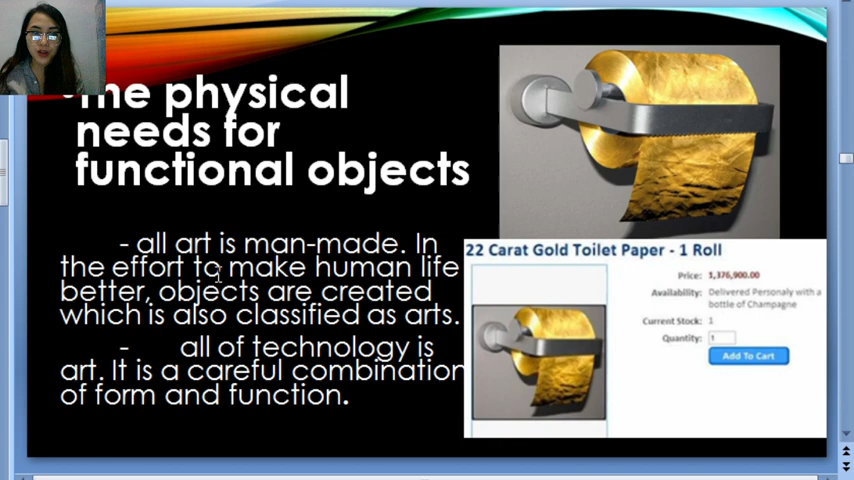 The physical
needs for
functional objects
- all art is man-made. In
the effort to make human life
better, objects are created
which is also classified as arts.
- all of technology is
art. It is a careful combination
of form and function.
22 Carat Gold Toilet Paper - 1 Roll
Price: 1,376,900.00
Availability: Delivered Personaly with a
bottle of Champagne
Current Stock: 1
Quantity: 1
Add To Cart